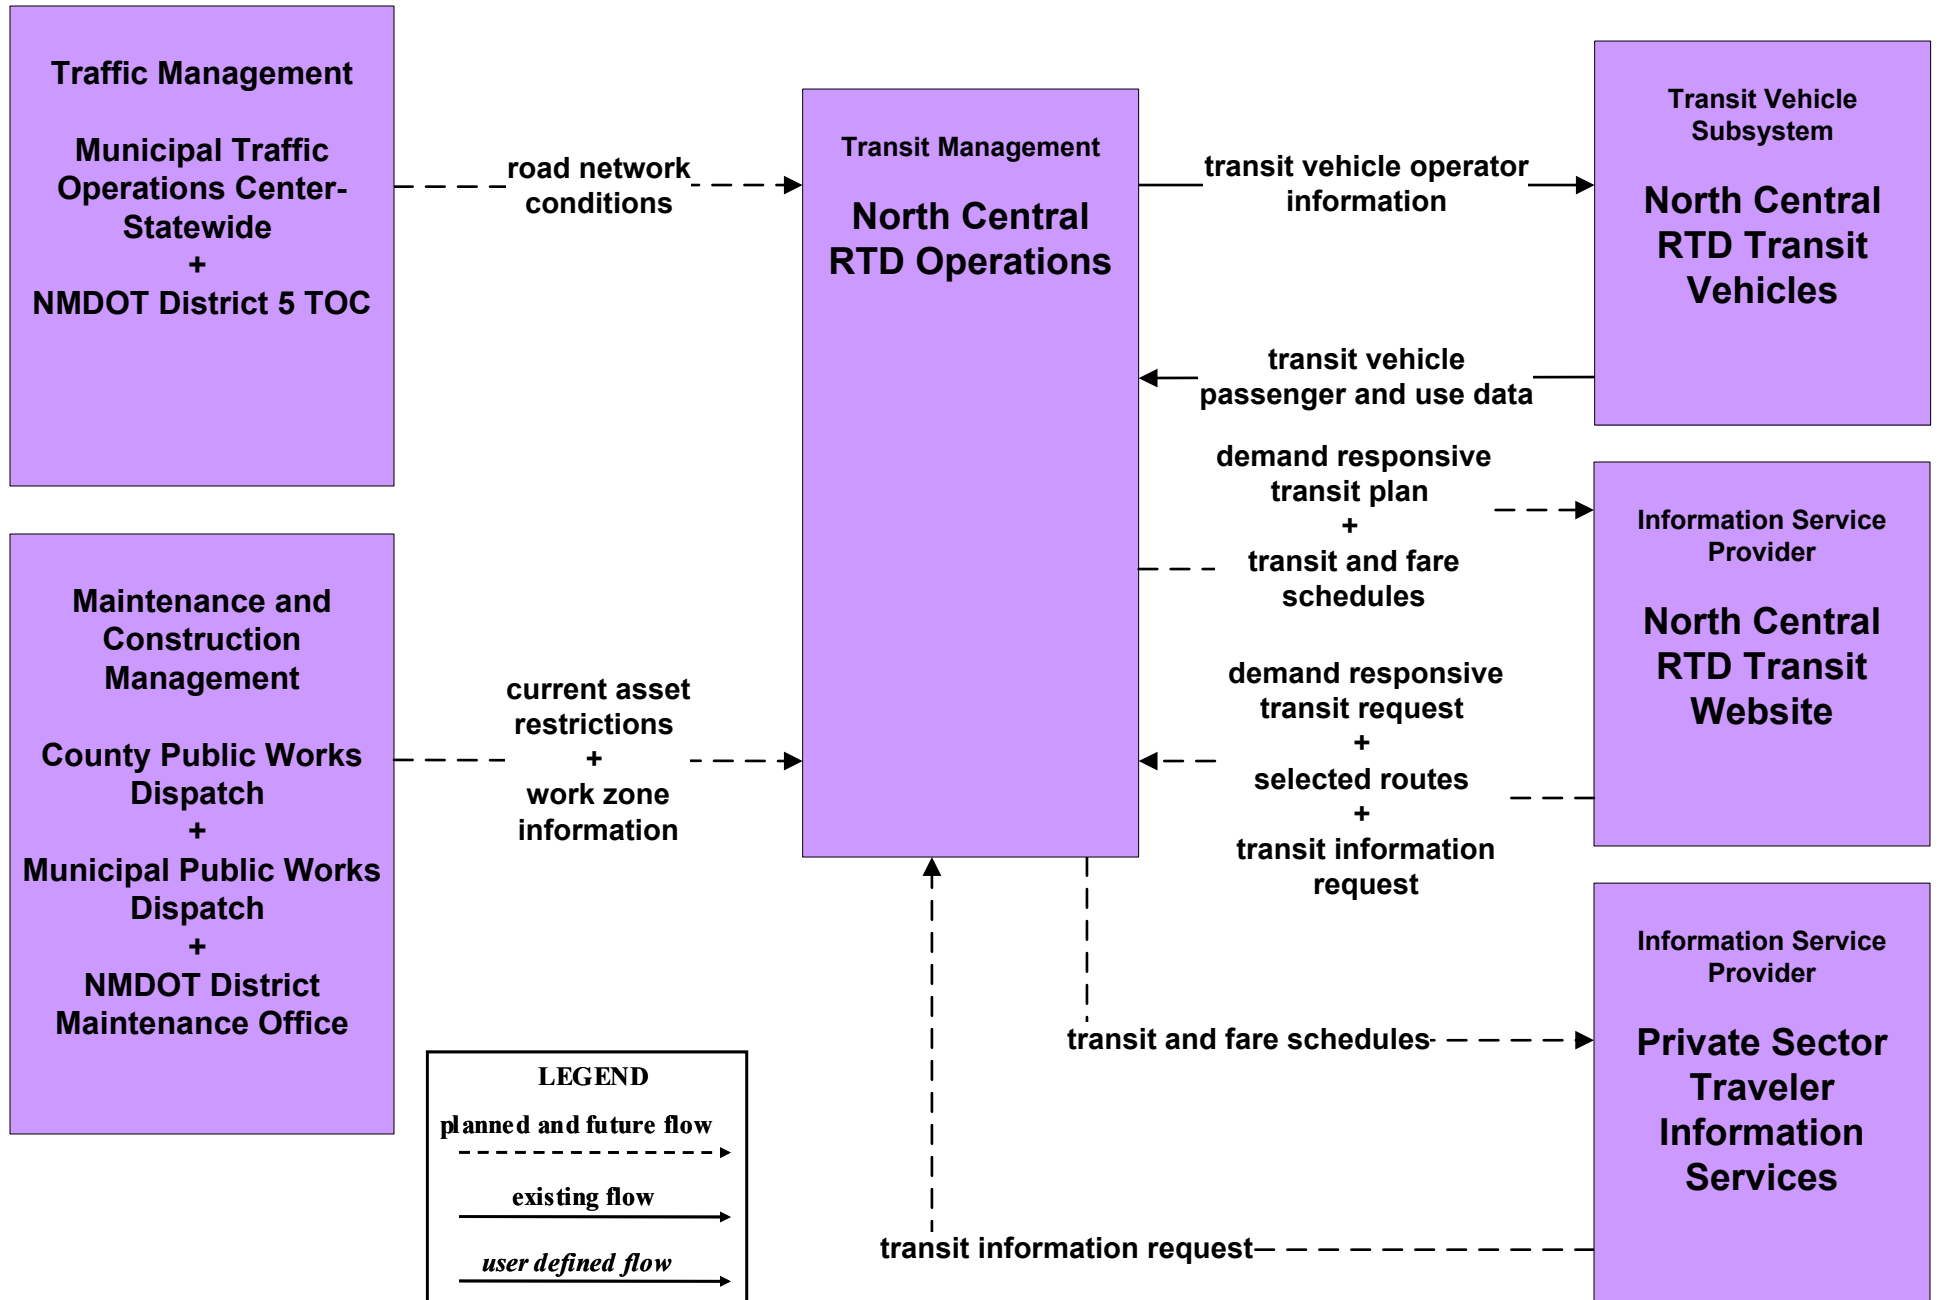 Traffic Management
Municipal Traffic
Operations Center-
Statewide
+
NMDOT District 5 TOC
road network
conditions
Transit Management
North Central
RTD Operations
transit vehicle operator
information
Transit Vehicle
Subsystem
North Central
RTD Transit
Vehicles
transit vehicle
passenger and use data
demand responsive
transit plan
+
transit and fare
schedules
Information Service
Provider
North Central
RTD Transit
Website
Maintenance and
Construction
Management
County Public Works
Dispatch
+
Municipal Public Works
Dispatch
+
NMDOT District
Maintenance Office
current asset
restrictions
+
work zone
information
demand responsive
transit request
+
selected routes
+
transit information
request
Information Service
Provider
Private Sector
Traveler
Information
Services
transit and fare schedules
transit information request
LEGEND
planned and future flow
existing flow
user defined flow